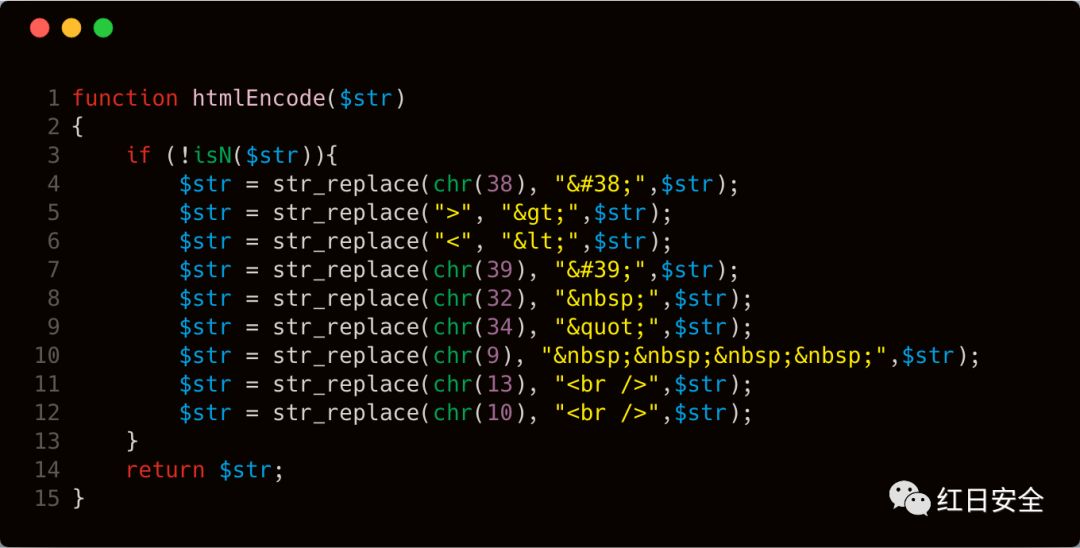 1 function htmlEncode($str)
2 {
3     if (!isN($str)){
4         $str = str_replace(chr(38), "&#38;",$str);
5         $str = str_replace(">", "&gt;",$str);
6         $str = str_replace("<", "&lt;",$str);
7         $str = str_replace(chr(39), "&#39;",$str);
8         $str = str_replace(chr(32), "&nbsp;",$str);
9         $str = str_replace(chr(34), "&quot;",$str);
10         $str = str_replace(chr(9), "&nbsp;&nbsp;&nbsp;&nbsp;",$str);
11         $str = str_replace(chr(13), "<br />",$str);
12         $str = str_replace(chr(10), "<br />",$str);
13     }
14     return $str;
15 }
红日安全